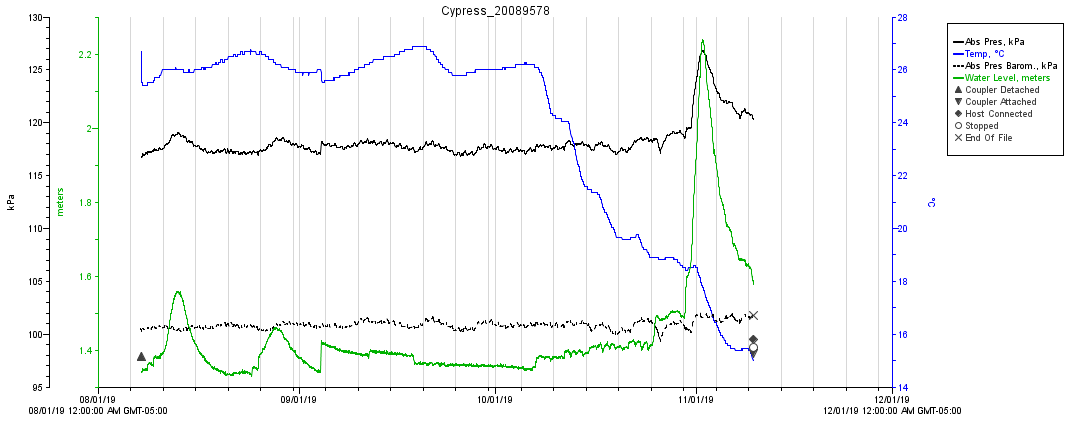 Cypress_20089578
130
125
120
115
110
105
100
95
kPa
2.2
2
1.8
1.6
1.4
meters
28
26
24
22
20
18
16
14
°C
08/01/19
09/01/19
10/01/19
11/01/19
12/01/19
08/01/19 12:00:00 AM GMT-05:00
12/01/19 12:00:00 AM GMT-05:00
Abs Pres, kPa
Temp, °C
Abs Pres Barom., kPa
Water Level, meters
Coupler Detached
Coupler Attached
Host Connected
Stopped
End Of File